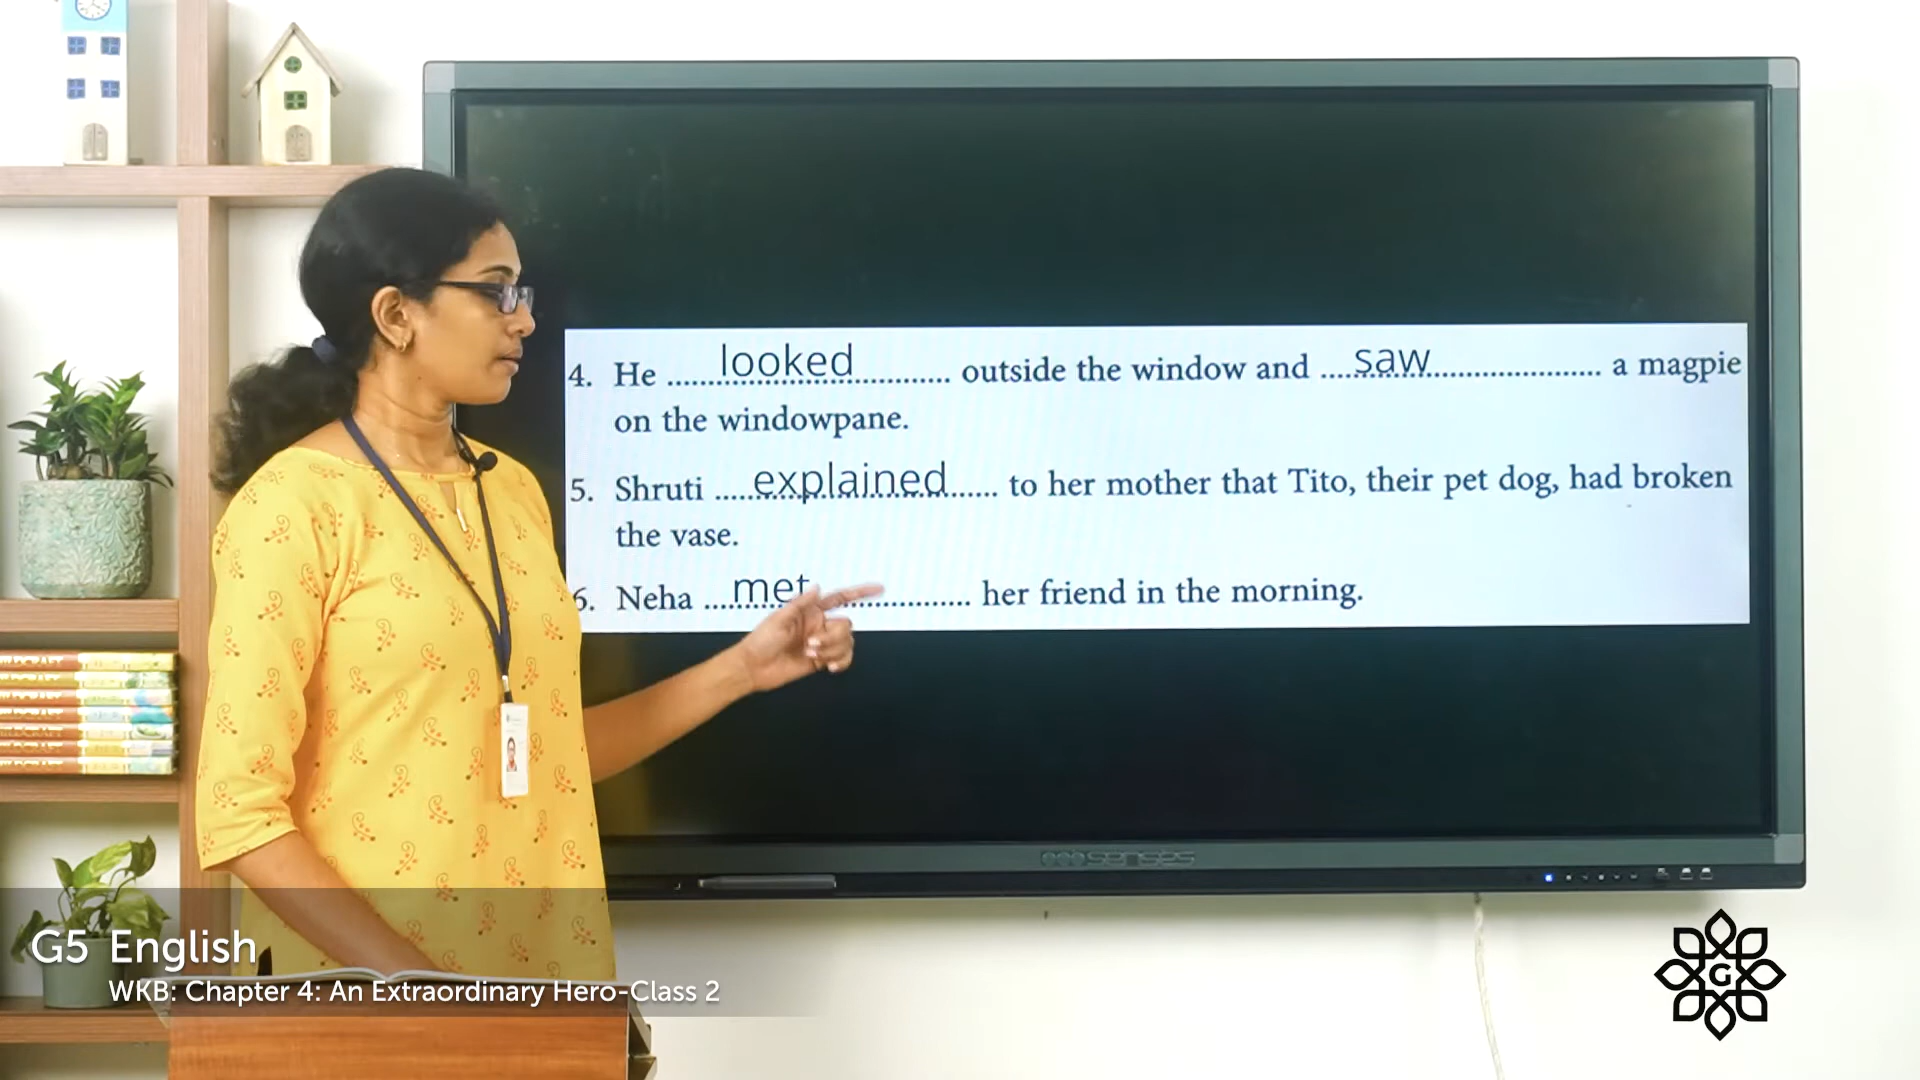 4. He ....looked.... outside the window and ....saw.... a magpie
on the windowpane.
5. Shruti ....explained.... to her mother that Tito, their pet dog, had broken
the vase.
6. Neha ....met.... her friend in the morning.
G5 English
WKB: Chapter 4: An Extraordinary Hero-Class 2
G